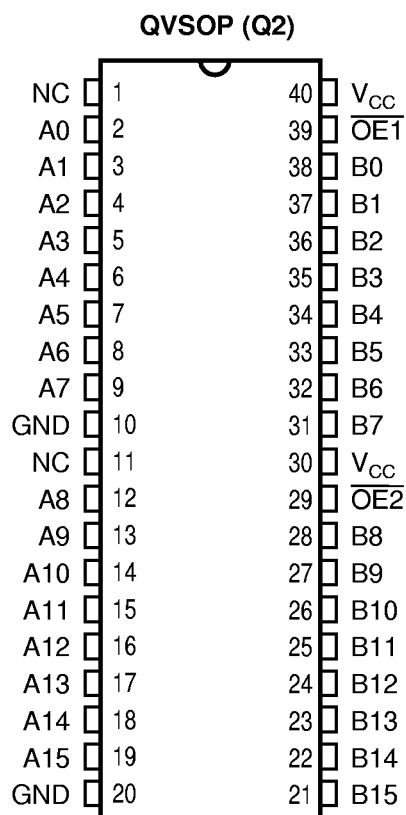 QVSOP (Q2)
NC 1 40 VCC
A0 2 39 OE1
A1 3 38 B0
A2 4 37 B1
A3 5 36 B2
A4 6 35 B3
A5 7 34 B4
A6 8 33 B5
A7 9 32 B6
GND 10 31 B7
NC 11 30 VCC
A8 12 29 OE2
A9 13 28 B8
A10 14 27 B9
A11 15 26 B10
A12 16 25 B11
A13 17 24 B12
A14 18 23 B13
A15 19 22 B14
GND 20 21 B15